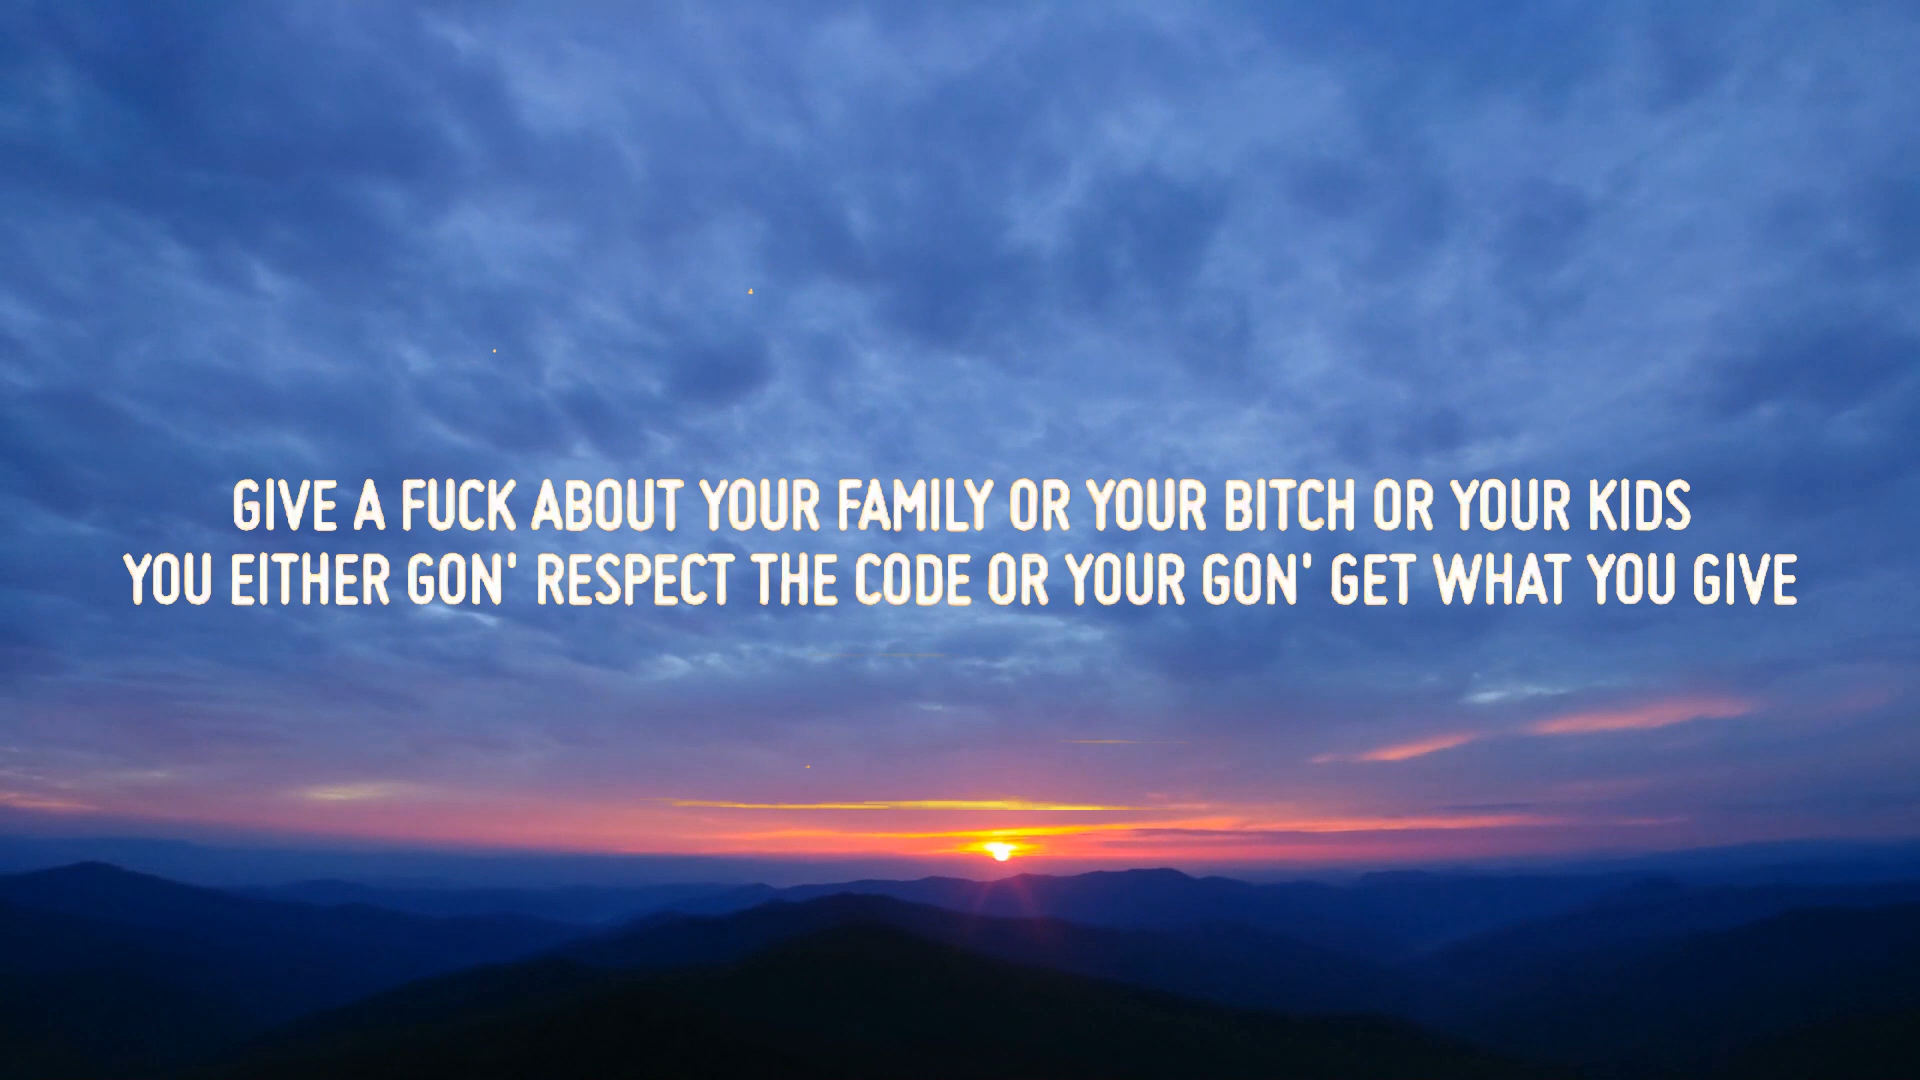 GIVE A FUCK ABOUT YOUR FAMILY OR YOUR BITCH OR YOUR KIDS
YOU EITHER GON' RESPECT THE CODE OR YOUR GON' GET WHAT YOU GIVE